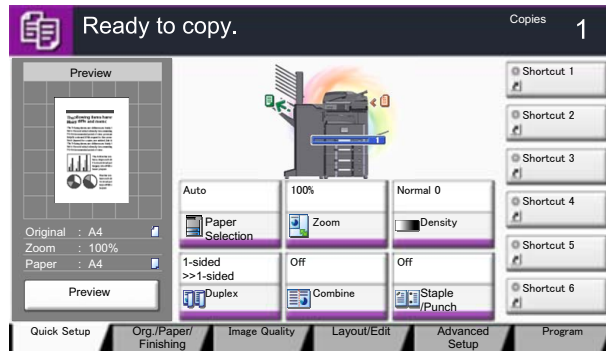 Ready to copy.
Copies
1
Preview
Original : A4
Zoom : 100%
Paper : A4
Preview
1
Auto
Paper
Selection
100%
Zoom
Normal 0
Density
1-sided
>>1-sided
Duplex
Off
Combine
Off
Staple
/Punch
Shortcut 1
Shortcut 2
Shortcut 3
Shortcut 4
Shortcut 5
Shortcut 6
Quick Setup
Org./Paper/
Finishing
Image Quality
Layout/Edit
Advanced
Setup
Program